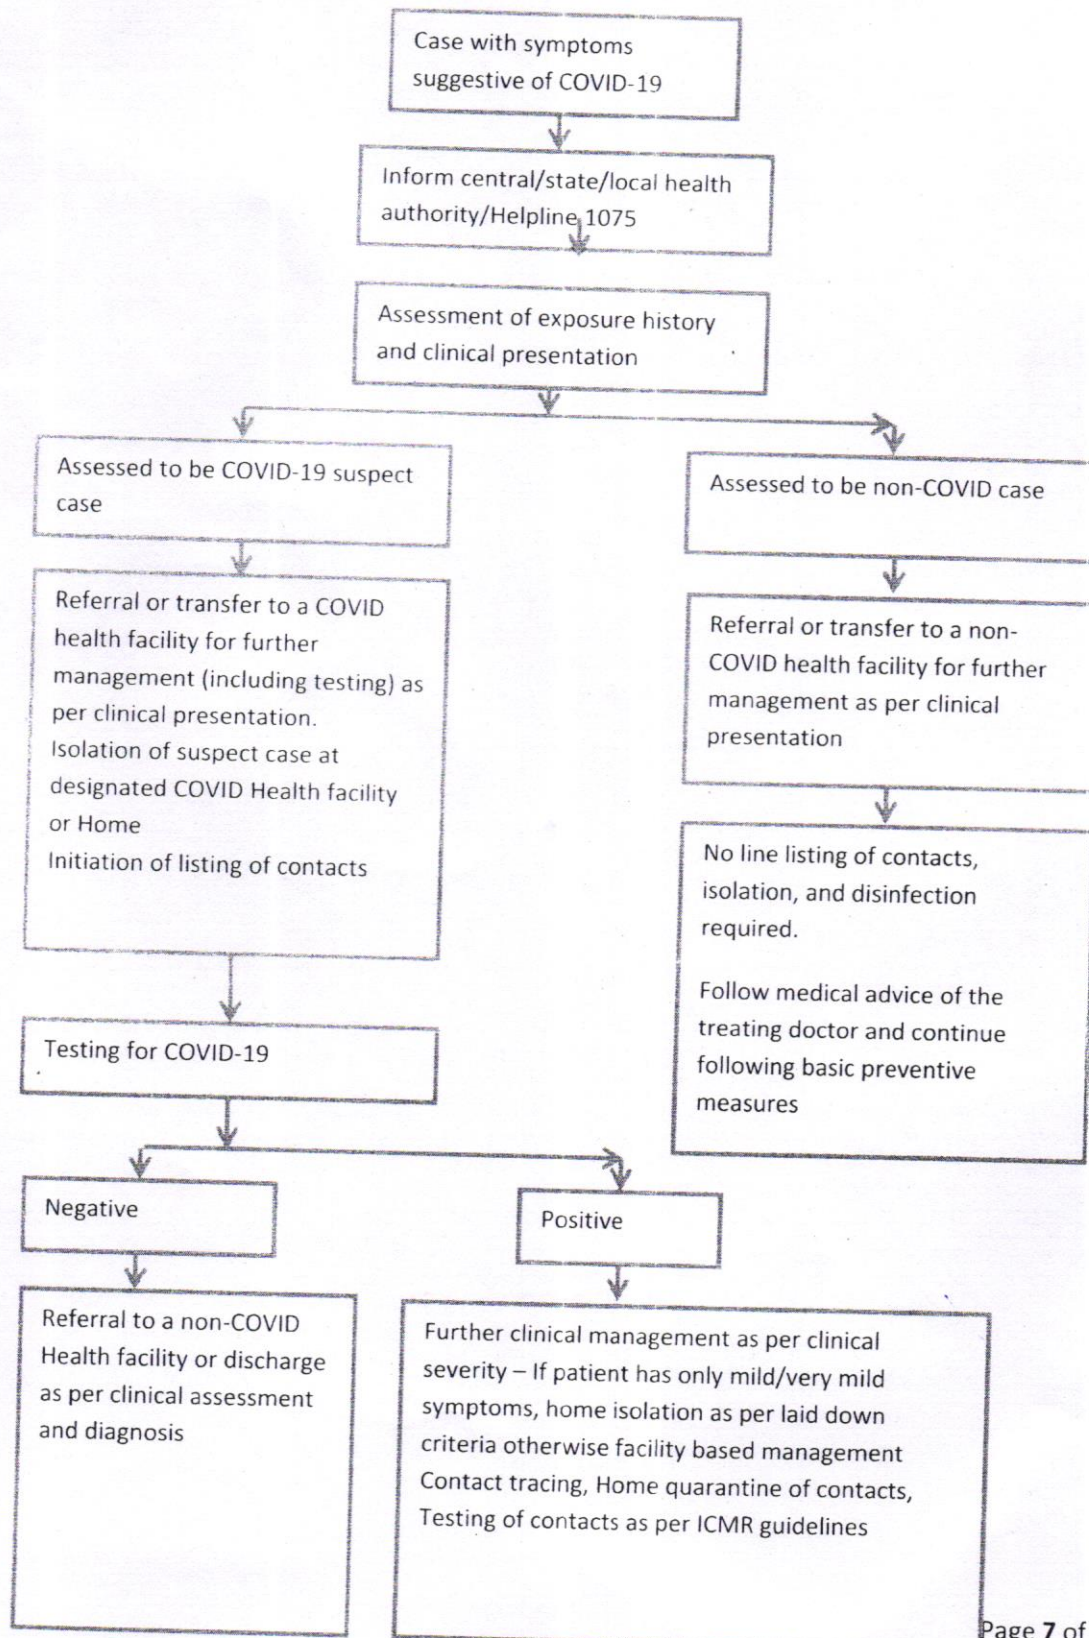 Case with symptoms
suggestive of COVID-19
Inform central/state/local health
authority/Helpline 1075
Assessment of exposure history
and clinical presentation
Assessed to be COVID-19 suspect
case
Assessed to be non-COVID case
Referral or transfer to a COVID
health facility for further
management (including testing) as
per clinical presentation.
Isolation of suspect case at
designated COVID Health facility
or Home
Initiation of listing of contacts
Referral or transfer to a non-
COVID health facility for further
management as per clinical
presentation
No line listing of contacts,
isolation, and disinfection
required.
Follow medical advice of the
treating doctor and continue
following basic preventive
measures
Testing for COVID-19
Negative
Positive
Referral to a non-COVID
Health facility or discharge
as per clinical assessment
and diagnosis
Further clinical management as per clinical
severity – If patient has only mild/very mild
symptoms, home isolation as per laid down
criteria otherwise facility based management
Contact tracing, Home quarantine of contacts,
Testing of contacts as per ICMR guidelines
Page 7 of